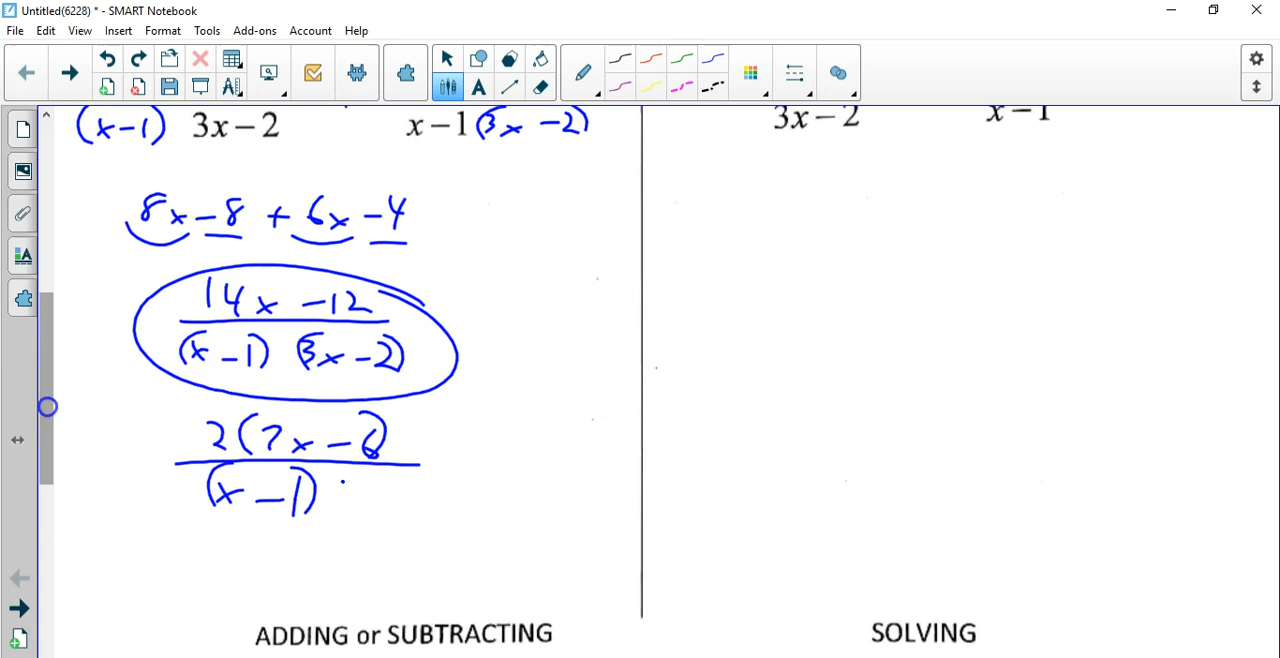 Untitled(6228) * - SMART Notebook
File Edit View Insert Format Tools Add-ons Account Help
(x-1) 3x-2 x-1(3x-2)
8x-8+6x-4
14x-12
(x-1) (3x-2)
2(7x-6)
(x-1)
ADDING or SUBTRACTING
3x-2 x-1
SOLVING